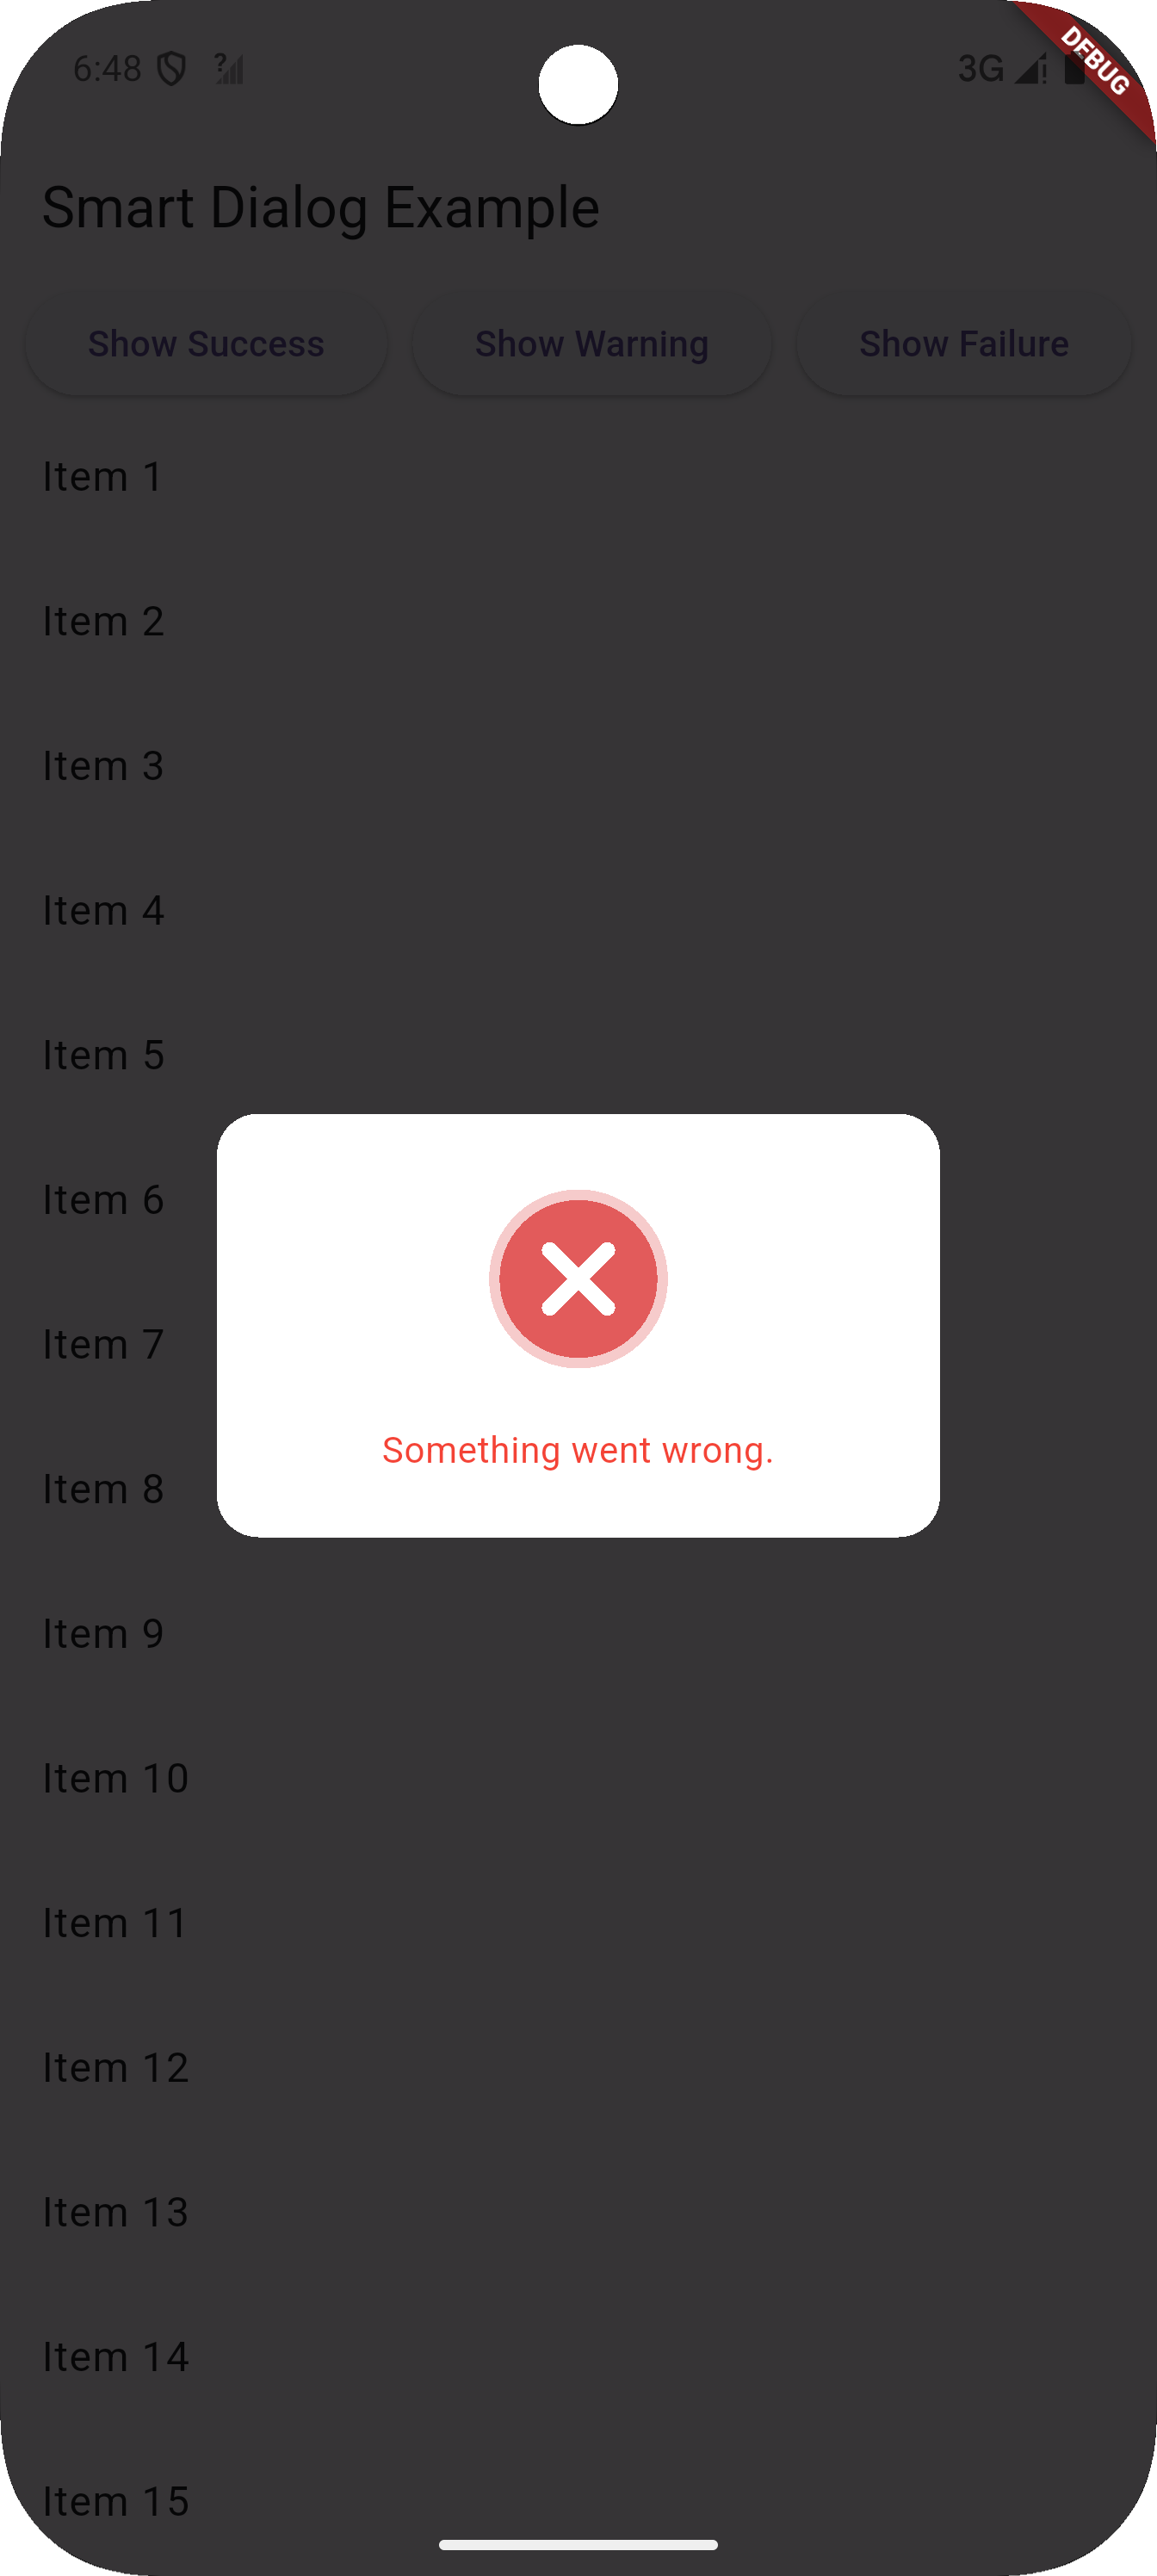 6:48 ? 3G
DEBUG
Smart Dialog Example
Show Success Show Warning Show Failure
Item 1
Item 2
Item 3
Item 4
Item 5
Item 6
Item 7
Something went wrong.
Item 8
Item 9
Item 10
Item 11
Item 12
Item 13
Item 14
Item 15